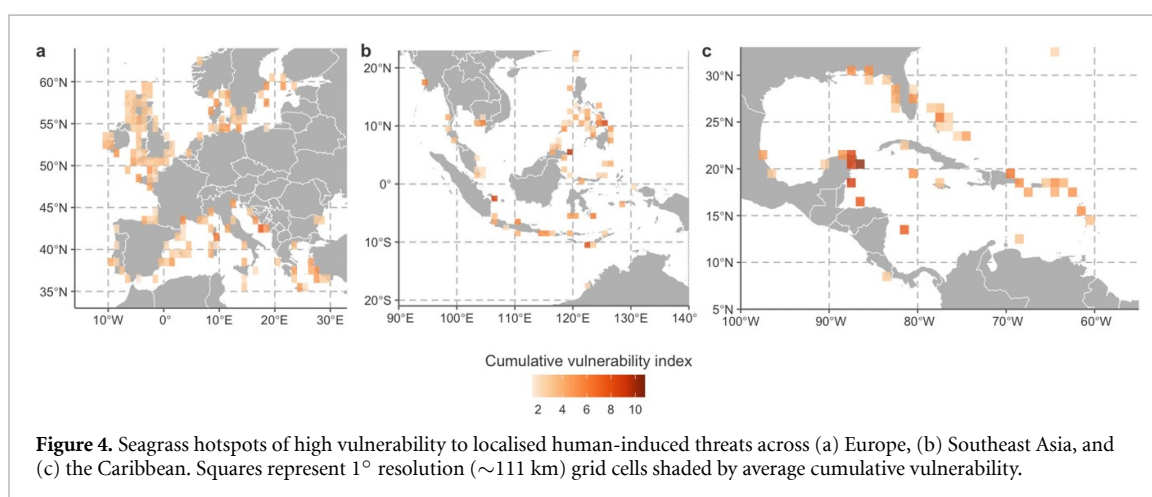 a
b
c
60°N
55°N
50°N
45°N
40°N
35°N
10°W 0° 10°E 20°E 30°E
20°N
10°N
0°
10°S
20°S
90°E 100°E 110°E 120°E 130°E 140°
30°N
25°N
20°N
15°N
10°N
5°N
100°W 90°W 80°W 70°W 60°W
Cumulative vulnerability index
2 4 6 8 10
Figure 4. Seagrass hotspots of high vulnerability to localised human-induced threats across (a) Europe, (b) Southeast Asia, and
(c) the Caribbean. Squares represent 1° resolution (∼111 km) grid cells shaded by average cumulative vulnerability.